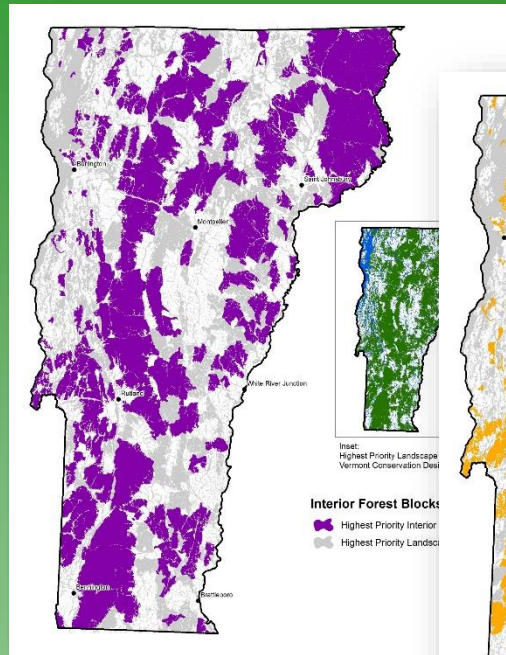 Burlington
Saint Johnsbury
Montpelier
White River Junction
Rutland
Inset:
Highest Priority Landscape
Vermont Conservation Desi
Interior Forest Blocks
Highest Priority Interior
Highest Priority Landsca
Bennington
Brattleboro